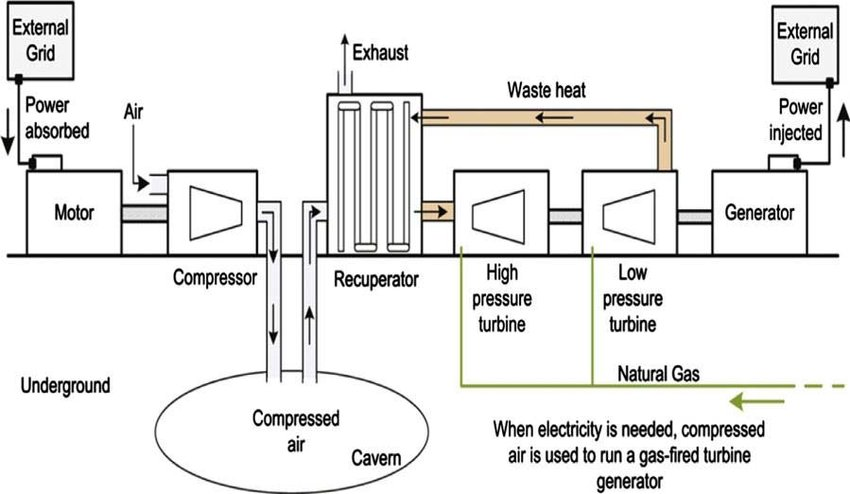 External
Grid
Power
absorbed
Air
Exhaust
Waste heat
External
Grid
Power
injected
Motor
Compressor
Recuperator
High
pressure
turbine
Low
pressure
turbine
Generator
Underground
Compressed
air
Cavern
Natural Gas
When electricity is needed, compressed
air is used to run a gas-fired turbine
generator